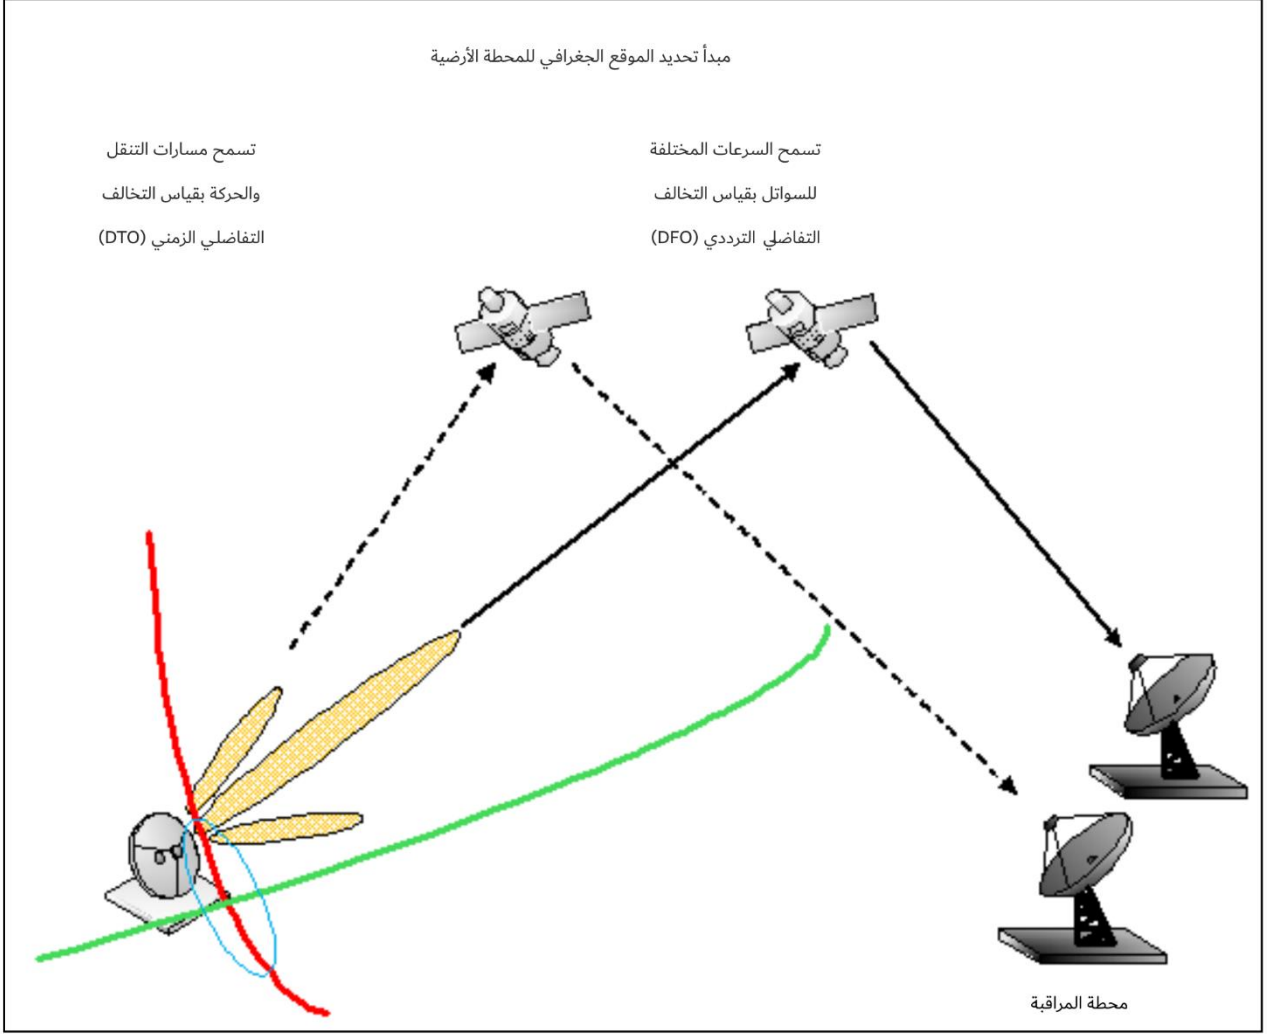 مبدأ تحديد الموقع الجغرافي للمحطة الأرضية
تسمح السرعات المختلفة
للسواتل بقياس التخالف
التفاضلي الترددي (DFO)
تسمح مسارات التنقل
والحركة بقياس التخالف
التفاضلي الزمني (DTO)
محطة المراقبة